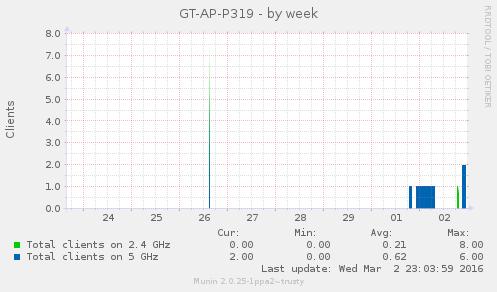 GT-AP-P319 - by week
RRDTOOL / TOBI OETIKER
Clients
8.0
7.0
6.0
5.0
4.0
3.0
2.0
1.0
0.0
24 25 26 27 28 29 01 02
Cur: Min: Avg: Max:
Total clients on 2.4 GHz 0.00 0.00 0.21 8.00
Total clients on 5 GHz 2.00 0.00 0.62 6.00
Last update: Wed Mar 2 23:03:59 2016
Munin 2.0.25-1ppa2~trusty